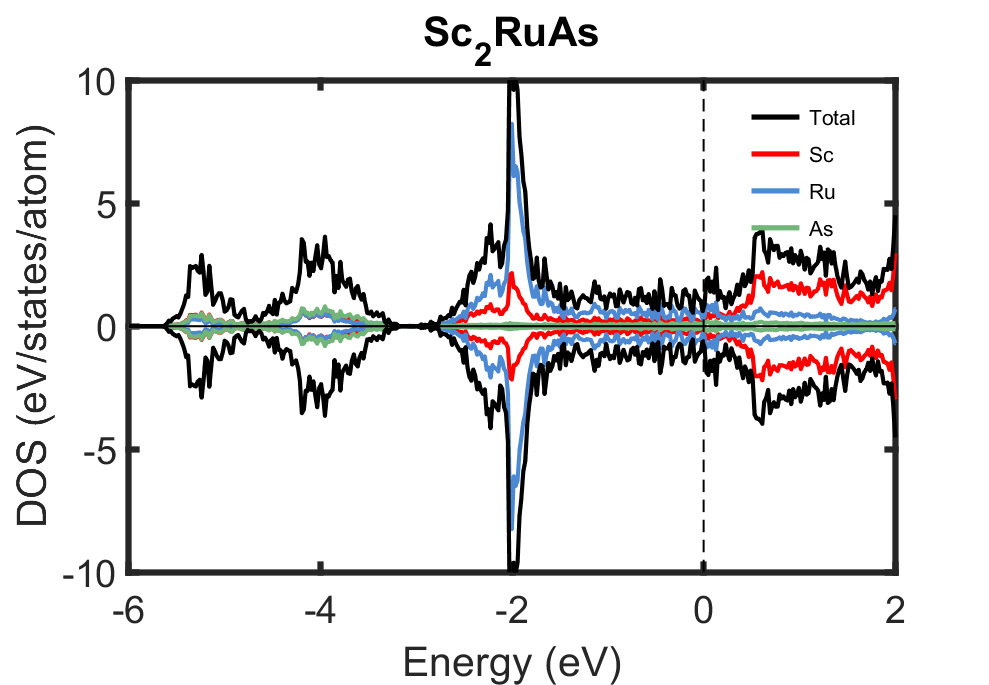 Sc2RuAs
DOS (eV/states/atom)
10
5
0
-5
-10
Total
Sc
Ru
As
-6
-4
-2
0
2
Energy (eV)